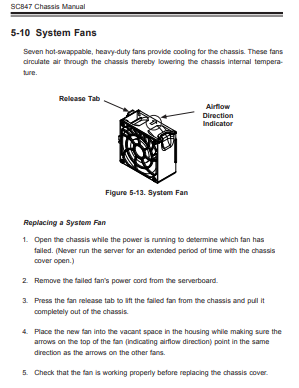 SC847 Chassis Manual
5-10 System Fans
Seven hot-swappable, heavy-duty fans provide cooling for the chassis. These fans
circulate air through the chassis thereby lowering the chassis internal tempera-
ture.
Release Tab
Airflow
Direction
Indicator
Figure 5-13. System Fan
Replacing a System Fan
1. Open the chassis while the power is running to determine which fan has
failed. (Never run the server for an extended period of time with the chassis
cover open.)
2. Remove the failed fan's power cord from the serverboard.
3. Press the fan release tab to lift the failed fan from the chassis and pull it
completely out of the chassis.
4. Place the new fan into the vacant space in the housing while making sure the
arrows on the top of the fan (indicating airflow direction) point in the same
direction as the arrows on the other fans.
5. Check that the fan is working properly before replacing the chassis cover.